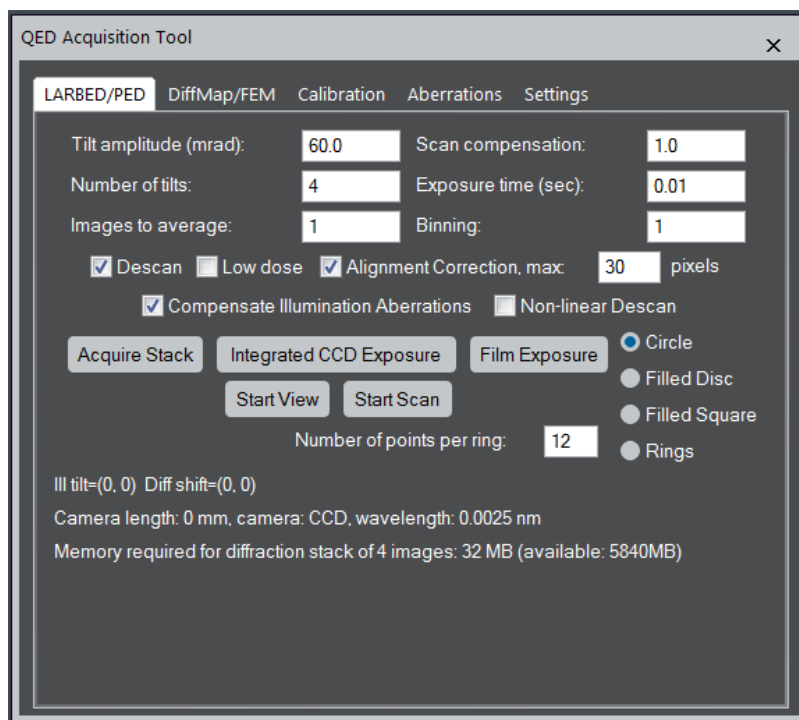 QED Acquisition Tool
LARBED/PED DiffMap/FEM Calibration Aberrations Settings
Tilt amplitude (mrad): 60.0 Scan compensation: 1.0
Number of tilts: 4 Exposure time (sec): 0.01
Images to average: 1 Binning: 1
Descan Low dose Alignment Correction, max: 30 pixels
Compensate Illumination Aberrations Non-linear Descan
Acquire Stack Integrated CCD Exposure Film Exposure Circle
Filled Disc
Start View Start Scan Filled Square
Number of points per ring: 12 Rings
Ill tilt=(0, 0) Diff shift=(0, 0)
Camera length: 0 mm, camera: CCD, wavelength: 0.0025 nm
Memory required for diffraction stack of 4 images: 32 MB (available: 5840MB)